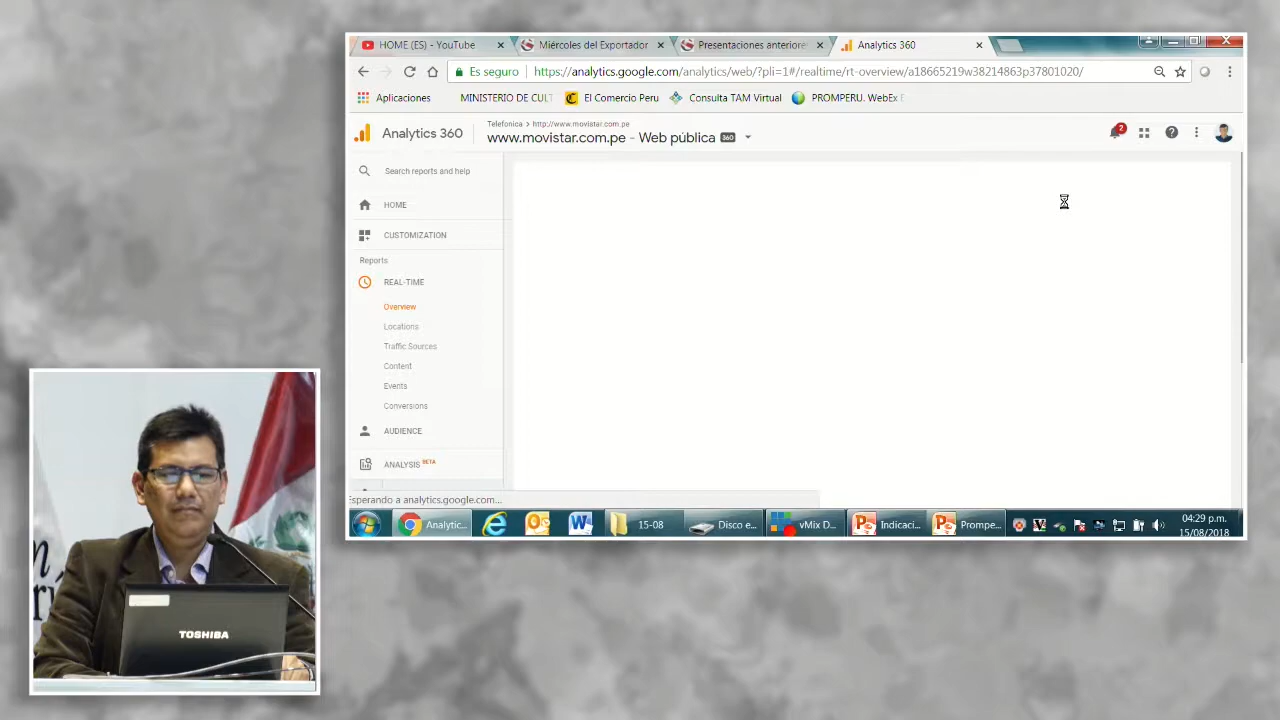 HOME (ES) - YouTube
Miércoles del Exportador
Presentaciones anteriore
Analytics 360
Es seguro
https://analytics.google.com/analytics/web/?pli=1#/realtime/rt-overview/a18665219w38214863p37801020/
Aplicaciones
MINISTERIO DE CULT
El Comercio Peru
Consulta TAM Virtual
PROMPERU. WebEx E
Analytics 360
Telefonica > http://www.movistar.com.pe
www.movistar.com.pe - Web pública 360
2
Search reports and help
HOME
CUSTOMIZATION
Reports
REAL-TIME
Overview
Locations
Traffic Sources
Content
Events
Conversions
AUDIENCE
ANALYSIS BETA
Esperando a analytics.google.com...
Analytic...
15-08
Disco e...
vMix D...
Indicaci...
Prompe...
04:29 p.m.
15/08/2018
TOSHIBA